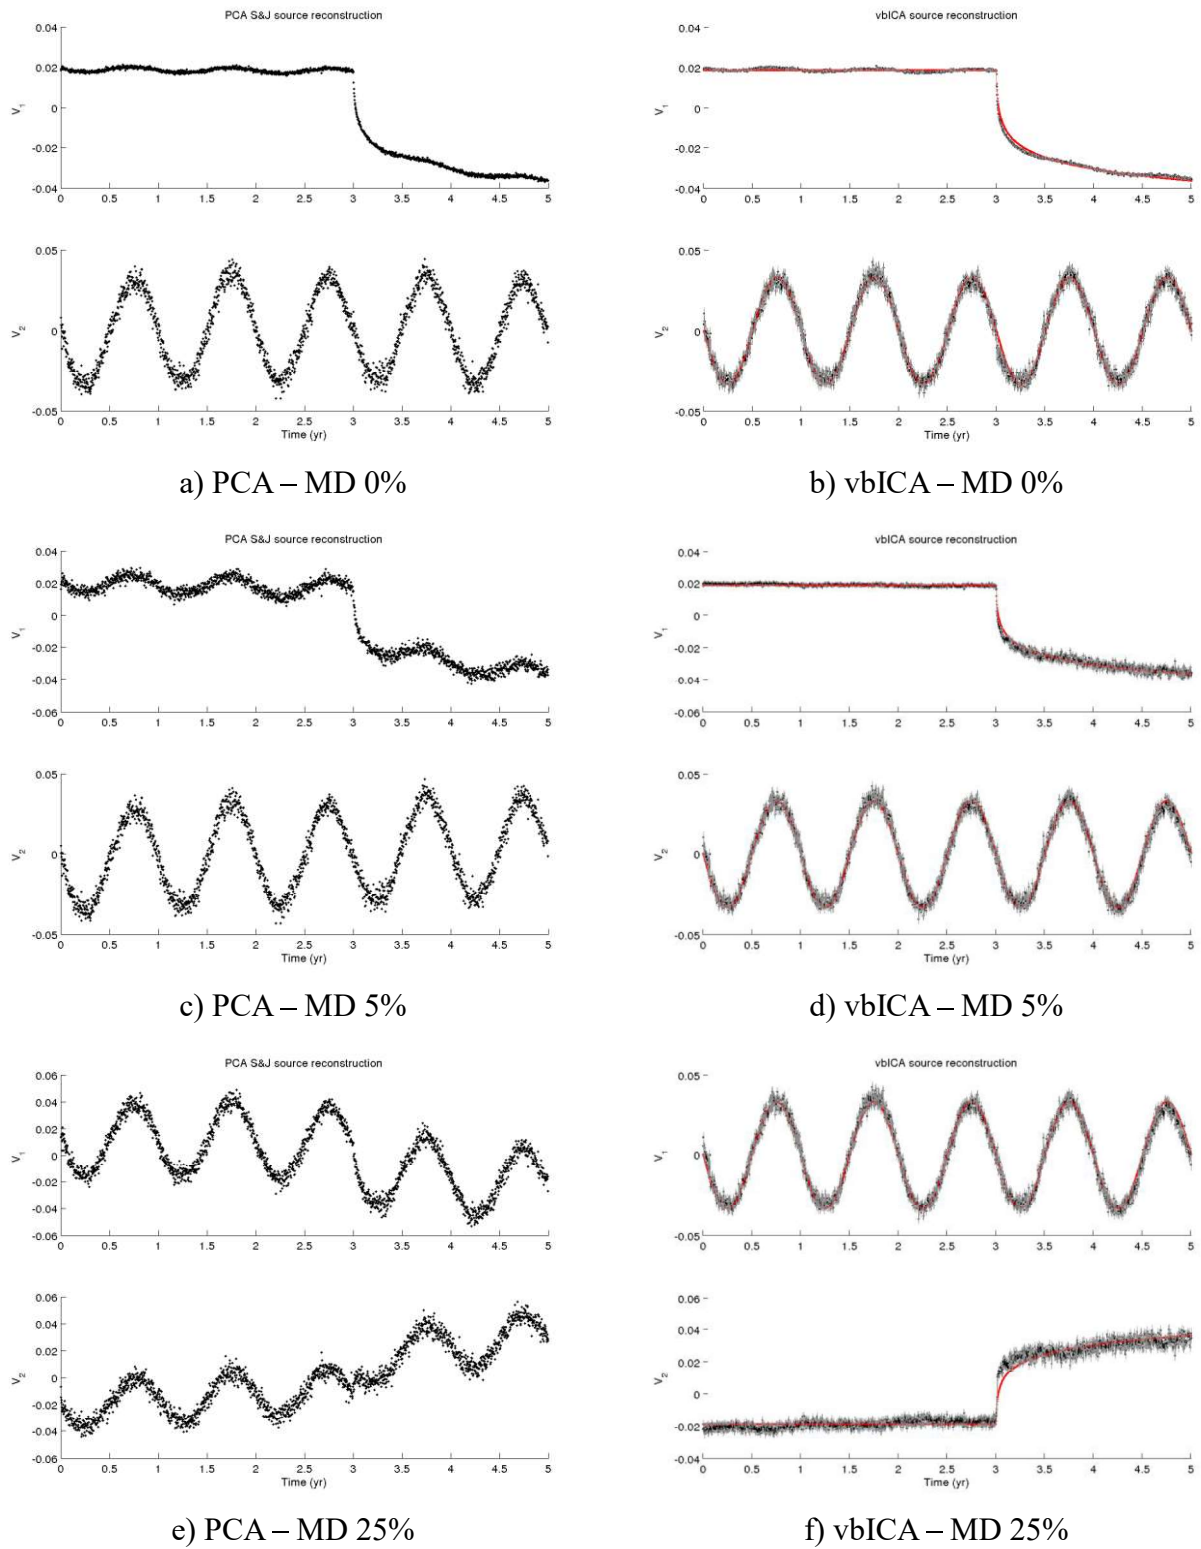 PCA S&J source reconstruction
0.04
0.02
0
-0.02
-0.04
V1
0 0.5 1 1.5 2 2.5 3 3.5 4 4.5 5
0.05
0
-0.05
V2
0 0.5 1 1.5 2 2.5 3 3.5 4 4.5 5
Time (yr)
a) PCA – MD 0%
vbICA source reconstruction
0.04
0.02
0
-0.02
-0.04
V1
0 0.5 1 1.5 2 2.5 3 3.5 4 4.5 5
0.05
0
-0.05
V2
0 0.5 1 1.5 2 2.5 3 3.5 4 4.5 5
Time (yr)
b) vbICA – MD 0%
PCA S&J source reconstruction
0.04
0.02
0
-0.02
-0.04
-0.06
V1
0 0.5 1 1.5 2 2.5 3 3.5 4 4.5 5
0.05
0
-0.05
V2
0 0.5 1 1.5 2 2.5 3 3.5 4 4.5 5
Time (yr)
c) PCA – MD 5%
vbICA source reconstruction
0.04
0.02
0
-0.02
-0.04
-0.06
V1
0 0.5 1 1.5 2 2.5 3 3.5 4 4.5 5
0.05
0
-0.05
V2
0 0.5 1 1.5 2 2.5 3 3.5 4 4.5 5
Time (yr)
d) vbICA – MD 5%
PCA S&J source reconstruction
0.06
0.04
0.02
0
-0.02
-0.04
-0.06
V1
0 0.5 1 1.5 2 2.5 3 3.5 4 4.5 5
0.06
0.04
0.02
0
-0.02
-0.04
-0.06
V2
0 0.5 1 1.5 2 2.5 3 3.5 4 4.5 5
Time (yr)
e) PCA – MD 25%
vbICA source reconstruction
0.05
0
-0.05
V1
0 0.5 1 1.5 2 2.5 3 3.5 4 4.5 5
0.06
0.04
0.02
0
-0.02
-0.04
V2
0 0.5 1 1.5 2 2.5 3 3.5 4 4.5 5
Time (yr)
f) vbICA – MD 25%